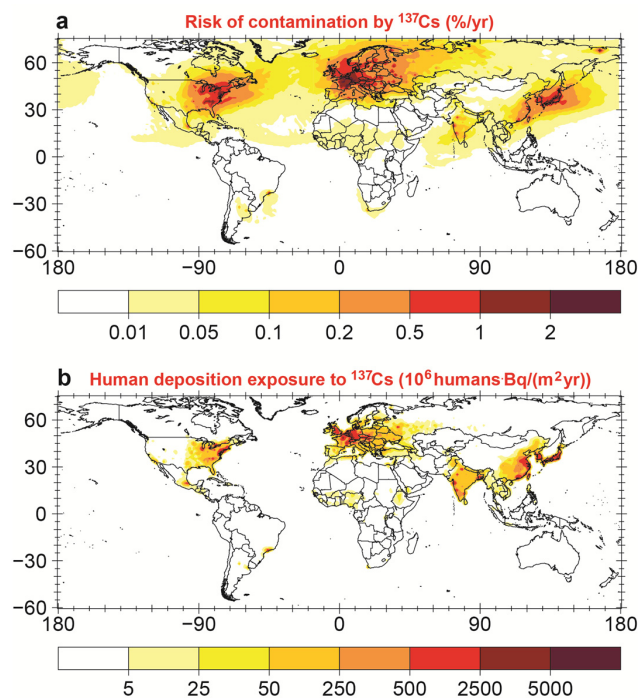 a Risk of contamination by ¹³⁷Cs (%/yr)
60
30
0
−30
−60
180 −90 0 90 180
0.01 0.05 0.1 0.2 0.5 1 2
b Human deposition exposure to ¹³⁷Cs (10⁶ humans·Bq/(m²yr))
60
30
0
−30
−60
180 −90 0 90 180
5 25 50 250 500 2500 5000